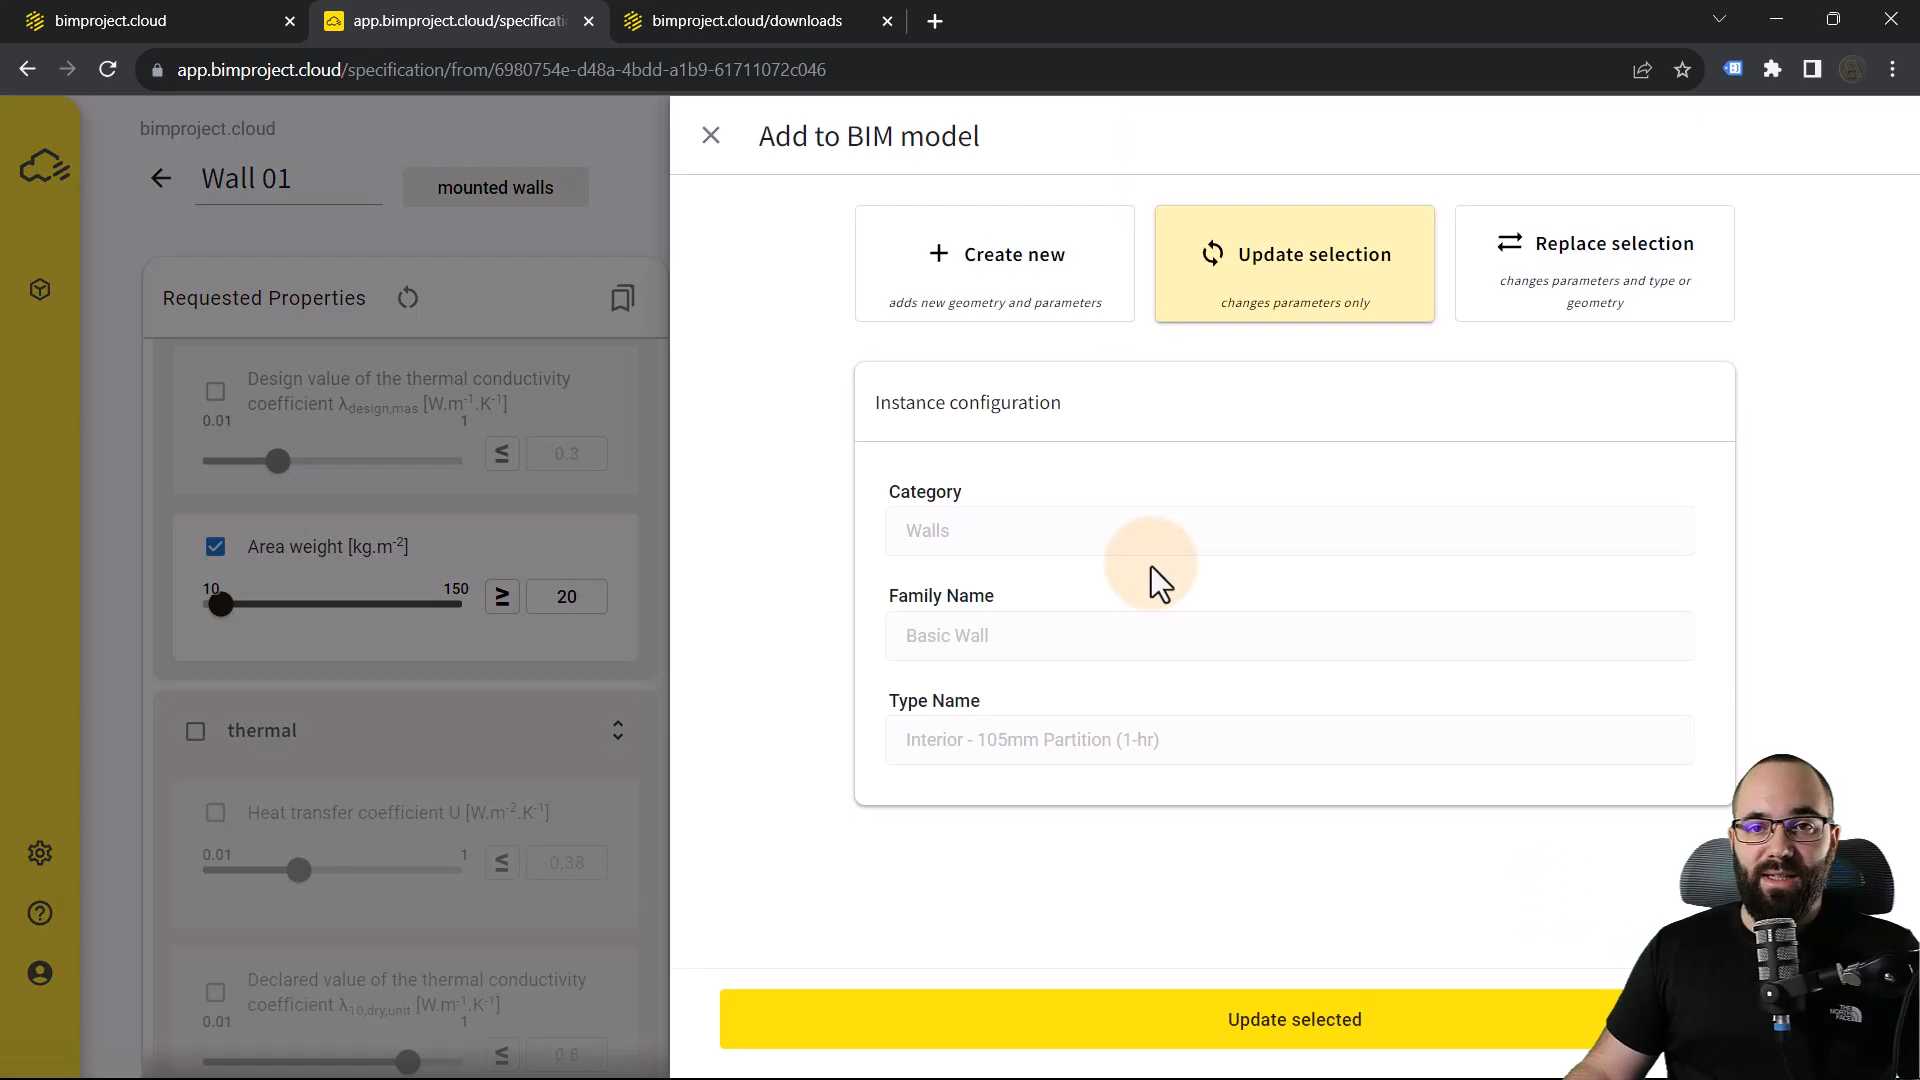 bimproject.cloud
app.bimproject.cloud/specificati
bimproject.cloud/downloads
app.bimproject.cloud/specification/from/6980754e-d48a-4bdd-a1b9-61711072c046
bimproject.cloud
Wall 01
mounted walls
Requested Properties
Design value of the thermal conductivity
coefficient λdesign,mas [W.m-1.K-1]
0.01 1
≤ 0.3
Area weight [kg.m-2]
10 150
≥ 20
thermal
Heat transfer coefficient U [W.m-2.K-1]
0.01 1
≤ 0.38
Declared value of the thermal conductivity
coefficient λ10,dry,unit [W.m-1.K-1]
0.01 1
≤ 0.8
Add to BIM model
Create new
adds new geometry and parameters
Update selection
changes parameters only
Replace selection
changes parameters and type or
geometry
Instance configuration
Category
Walls
Family Name
Basic Wall
Type Name
Interior - 105mm Partition (1-hr)
Update selected
THE
NORTH
FACE